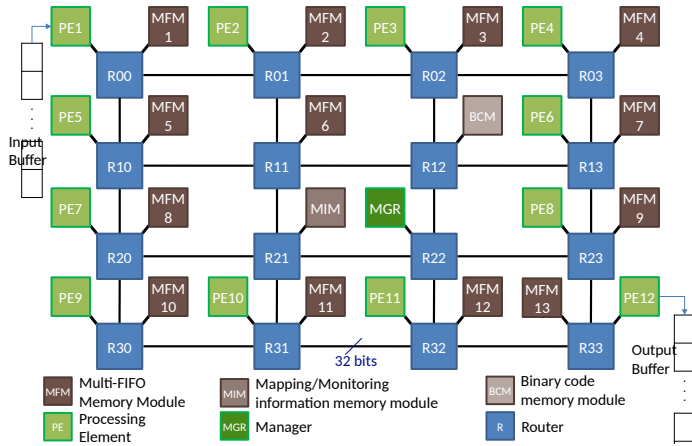 PE1
MFM
1
PE2
MFM
2
PE3
MFM
3
PE4
MFM
4
R00
R01
R02
R03
Input
Buffer
PE5
MFM
5
MFM
6
BCM
PE6
MFM
7
R10
R11
R12
R13
PE7
MFM
8
MIM
MGR
PE8
MFM
9
R20
R21
R22
R23
PE9
MFM
10
PE10
MFM
11
PE11
MFM
12
MFM
13
PE12
R30
R31
32 bits
R32
R33
Output
Buffer
MFM
Multi-FIFO
Memory Module
MIM
Mapping/Monitoring
information memory module
BCM
Binary code
memory module
PE
Processing
Element
MGR
Manager
R
Router